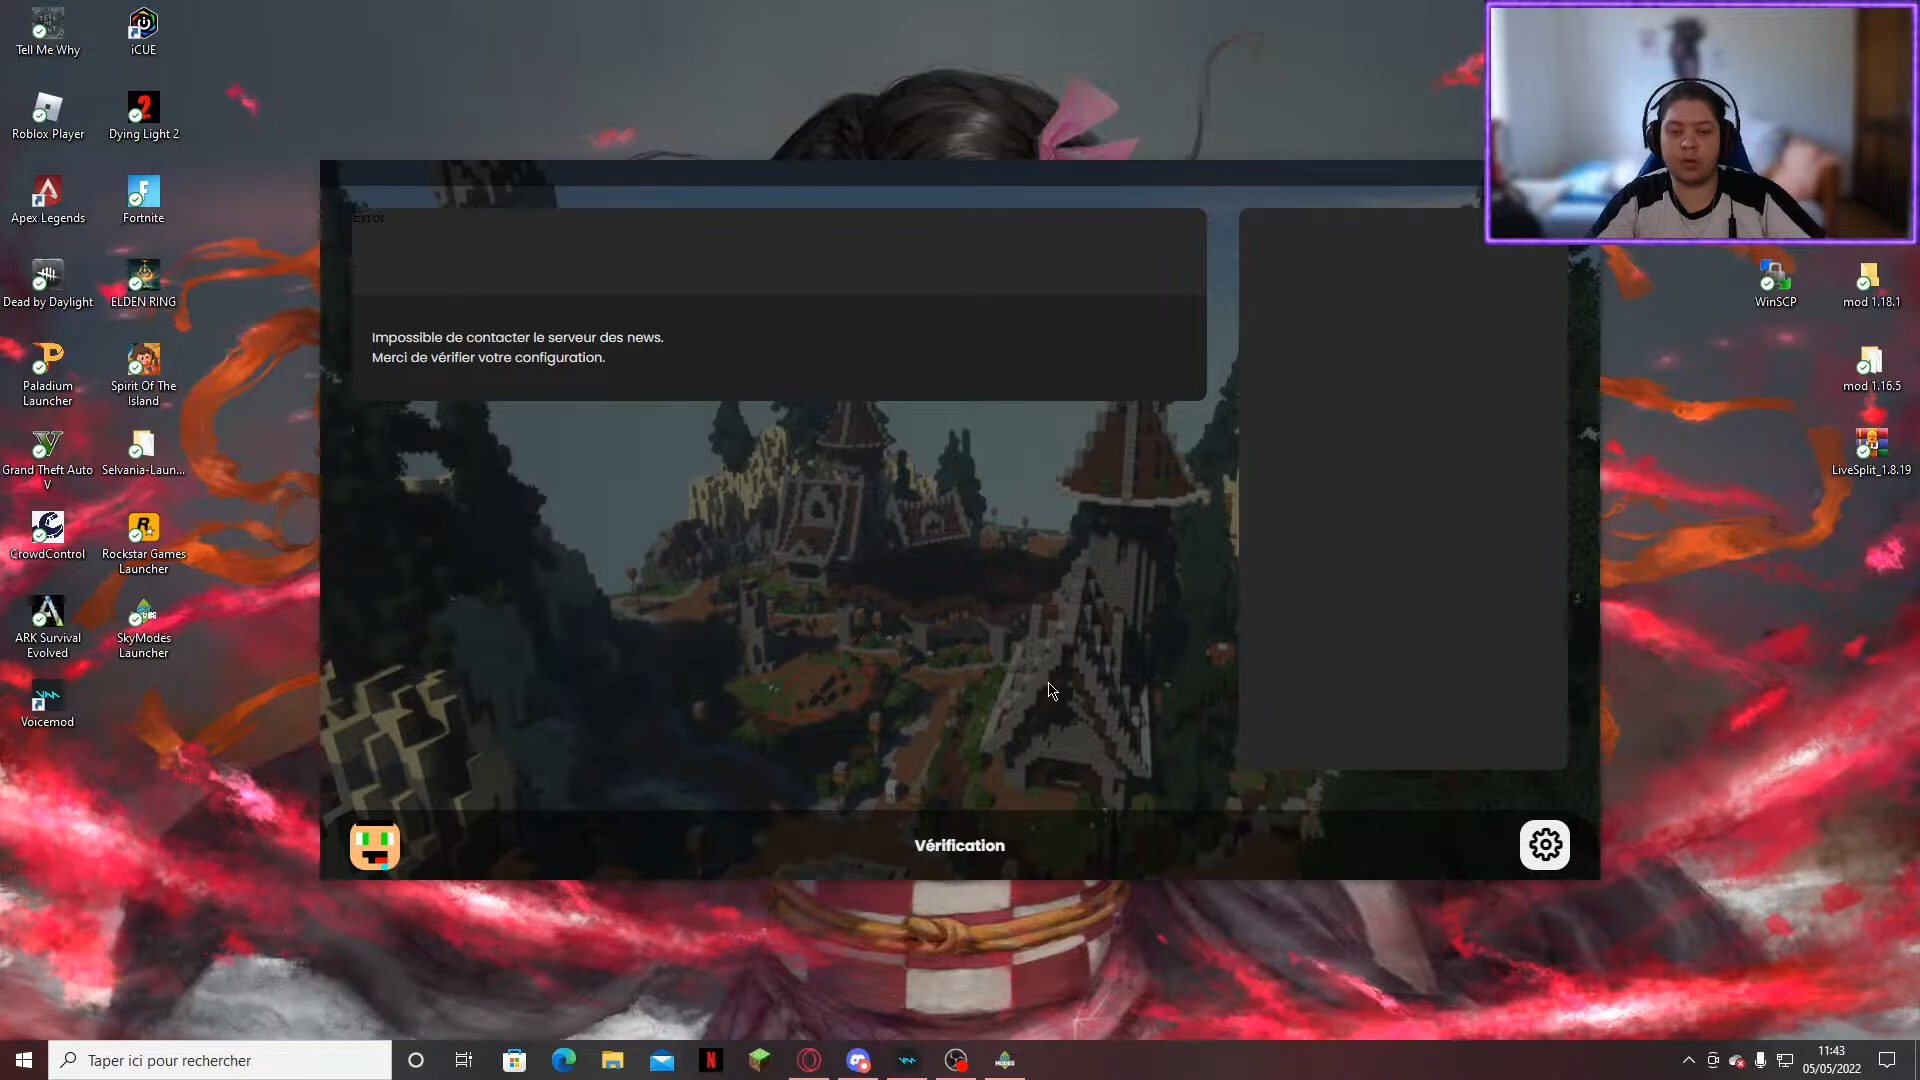 Tell Me Why
iCUE
Roblox Player
Dying Light 2
Apex Legends
Fortnite
Dead by Daylight
ELDEN RING
Paladium
Launcher
Spirit Of The
Island
Grand Theft Auto
V
Selvania-Laun...
CrowdControl
Rockstar Games
Launcher
ARK Survival
Evolved
SkyModes
Launcher
Voicemod
Error
Impossible de contacter le serveur des news.
Merci de vérifier votre configuration.
Vérification
WinSCP
mod 1.18.1
mod 1.16.5
LiveSplit_1.8.19
Taper ici pour rechercher
11:43
05/05/2022